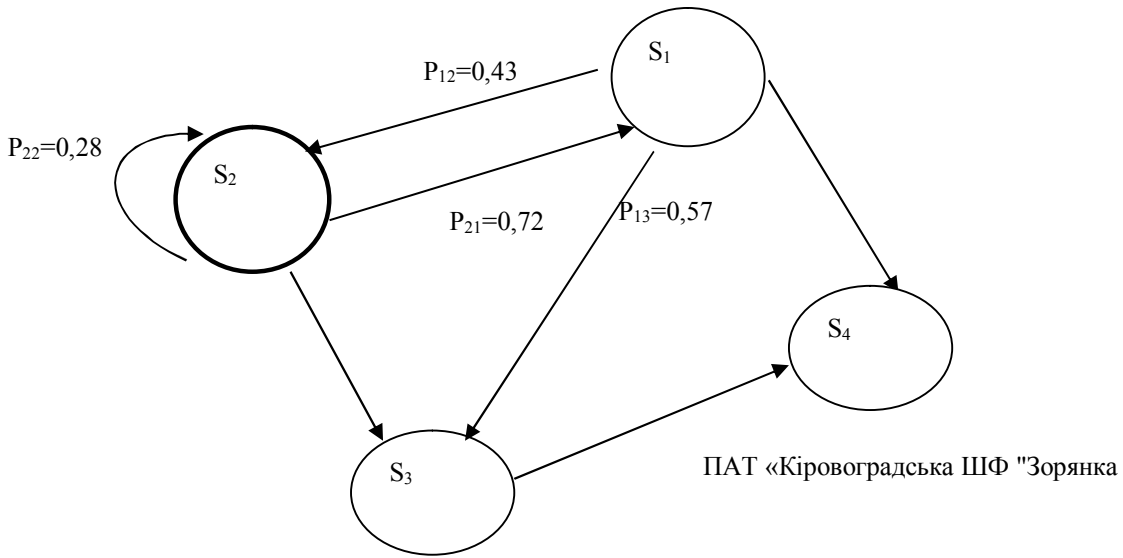 S₁
P₁₂=0,43
P₂₂=0,28
S₂
P₂₁=0,72
P₁₃=0,57
S₄
S₃
ПАТ «Кіровоградська ШФ "Зорянка